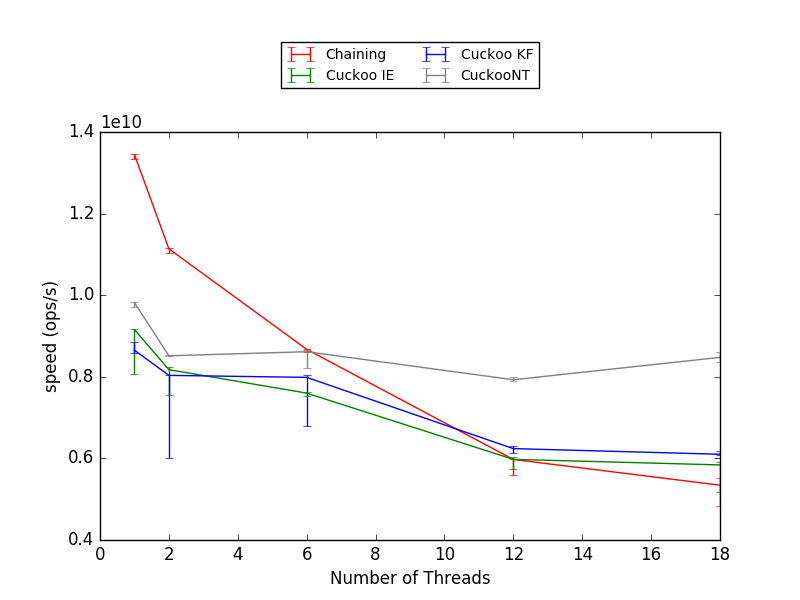 Chaining Cuckoo KF
Cuckoo IE CuckooNT
1e10
1.4
1.2
1.0
0.8
0.6
0.4
speed (ops/s)
0 2 4 6 8 10 12 14 16 18
Number of Threads